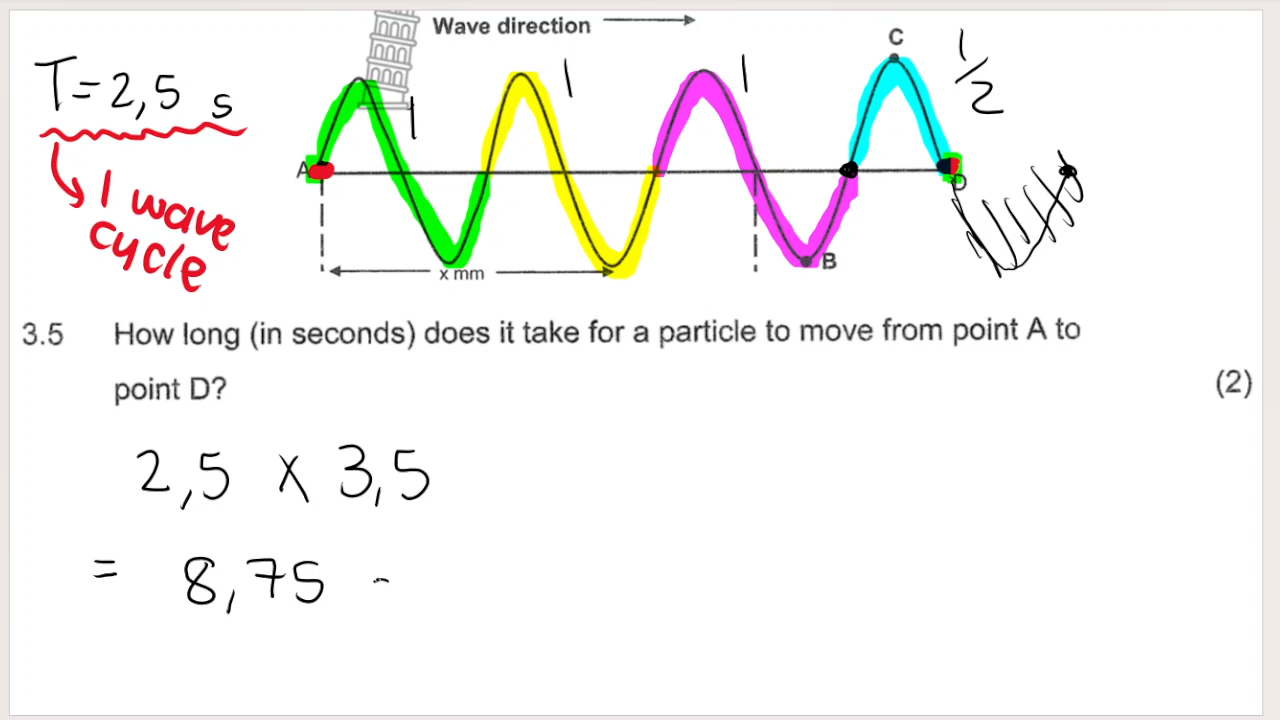 Wave direction
C
1/2
T=2,5 s
1
1
1
A
D
1 wave
cycle
x mm
B
3.5 How long (in seconds) does it take for a particle to move from point A to
point D?
(2)
2,5 x 3,5
= 8,75